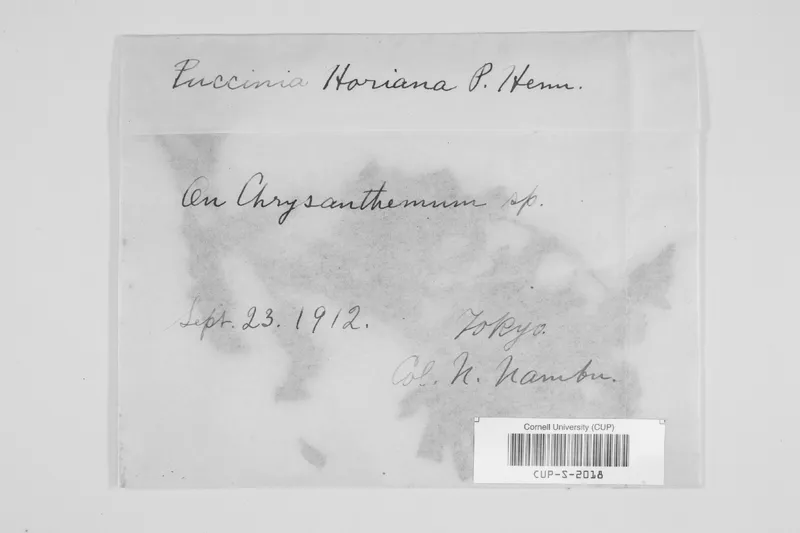 Puccinia Horiana P. Henn.
On Chrysanthemum sp.
Sept. 23. 1912.
Tokyo.
Col. N. Nambu.
Cornell University (CUP)
CUP-S-2018